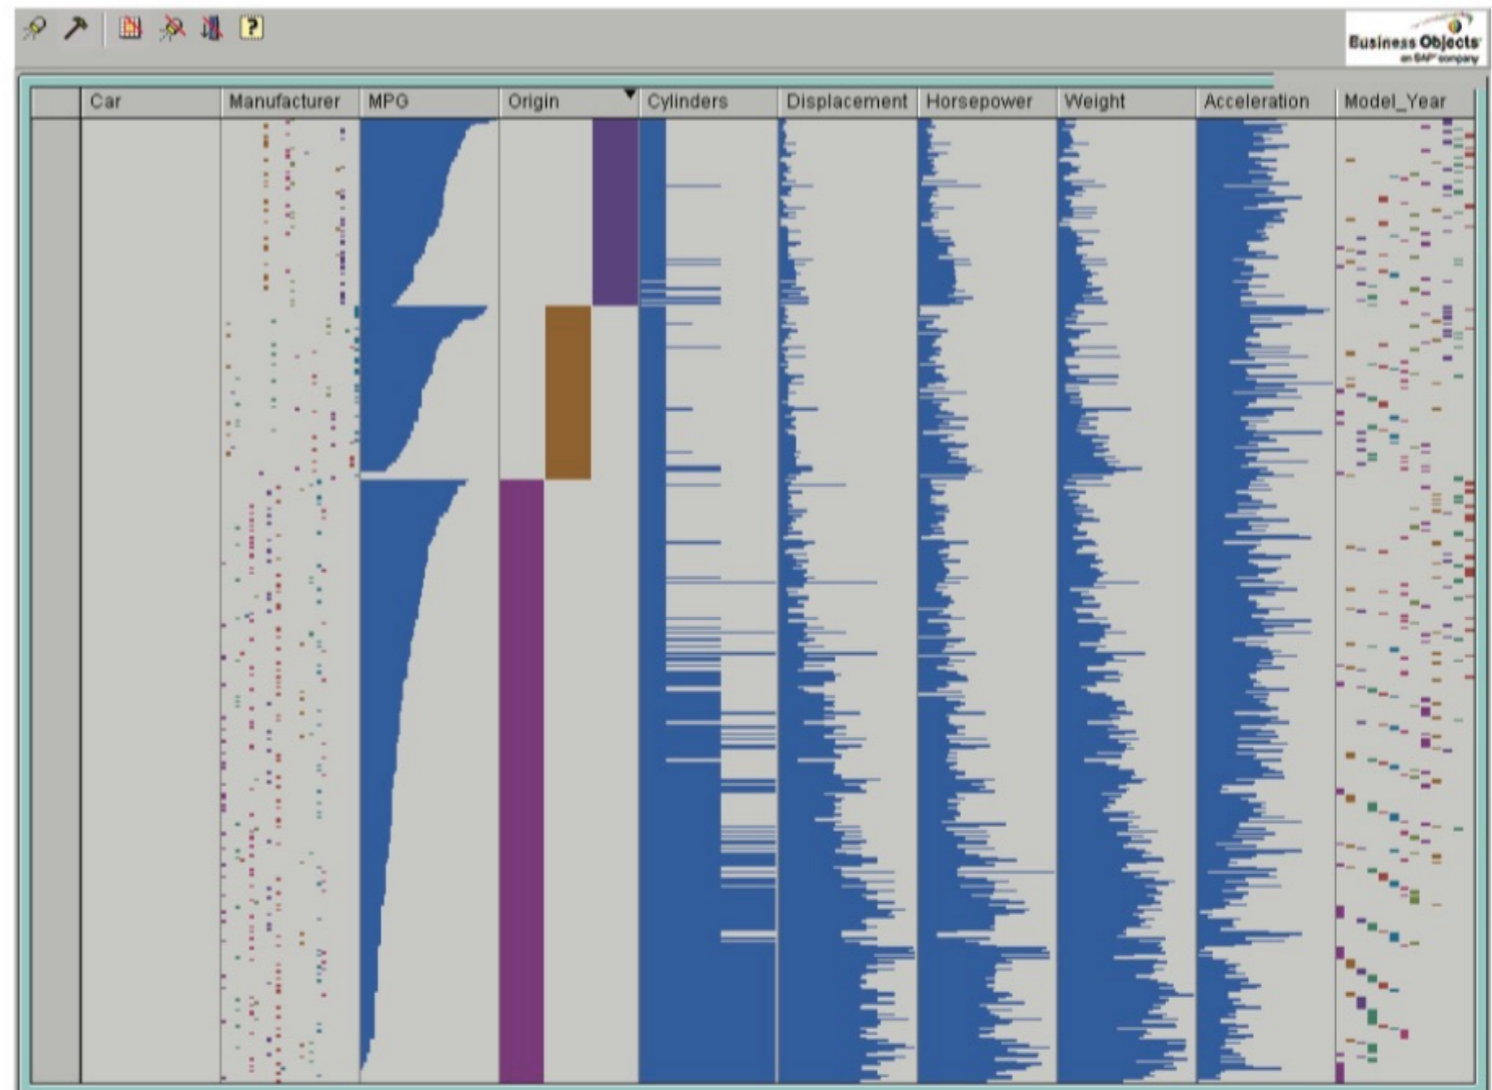 ?
Business Objects
an SAP company
Car Manufacturer MPG Origin Cylinders Displacement Horsepower Weight Acceleration Model_Year